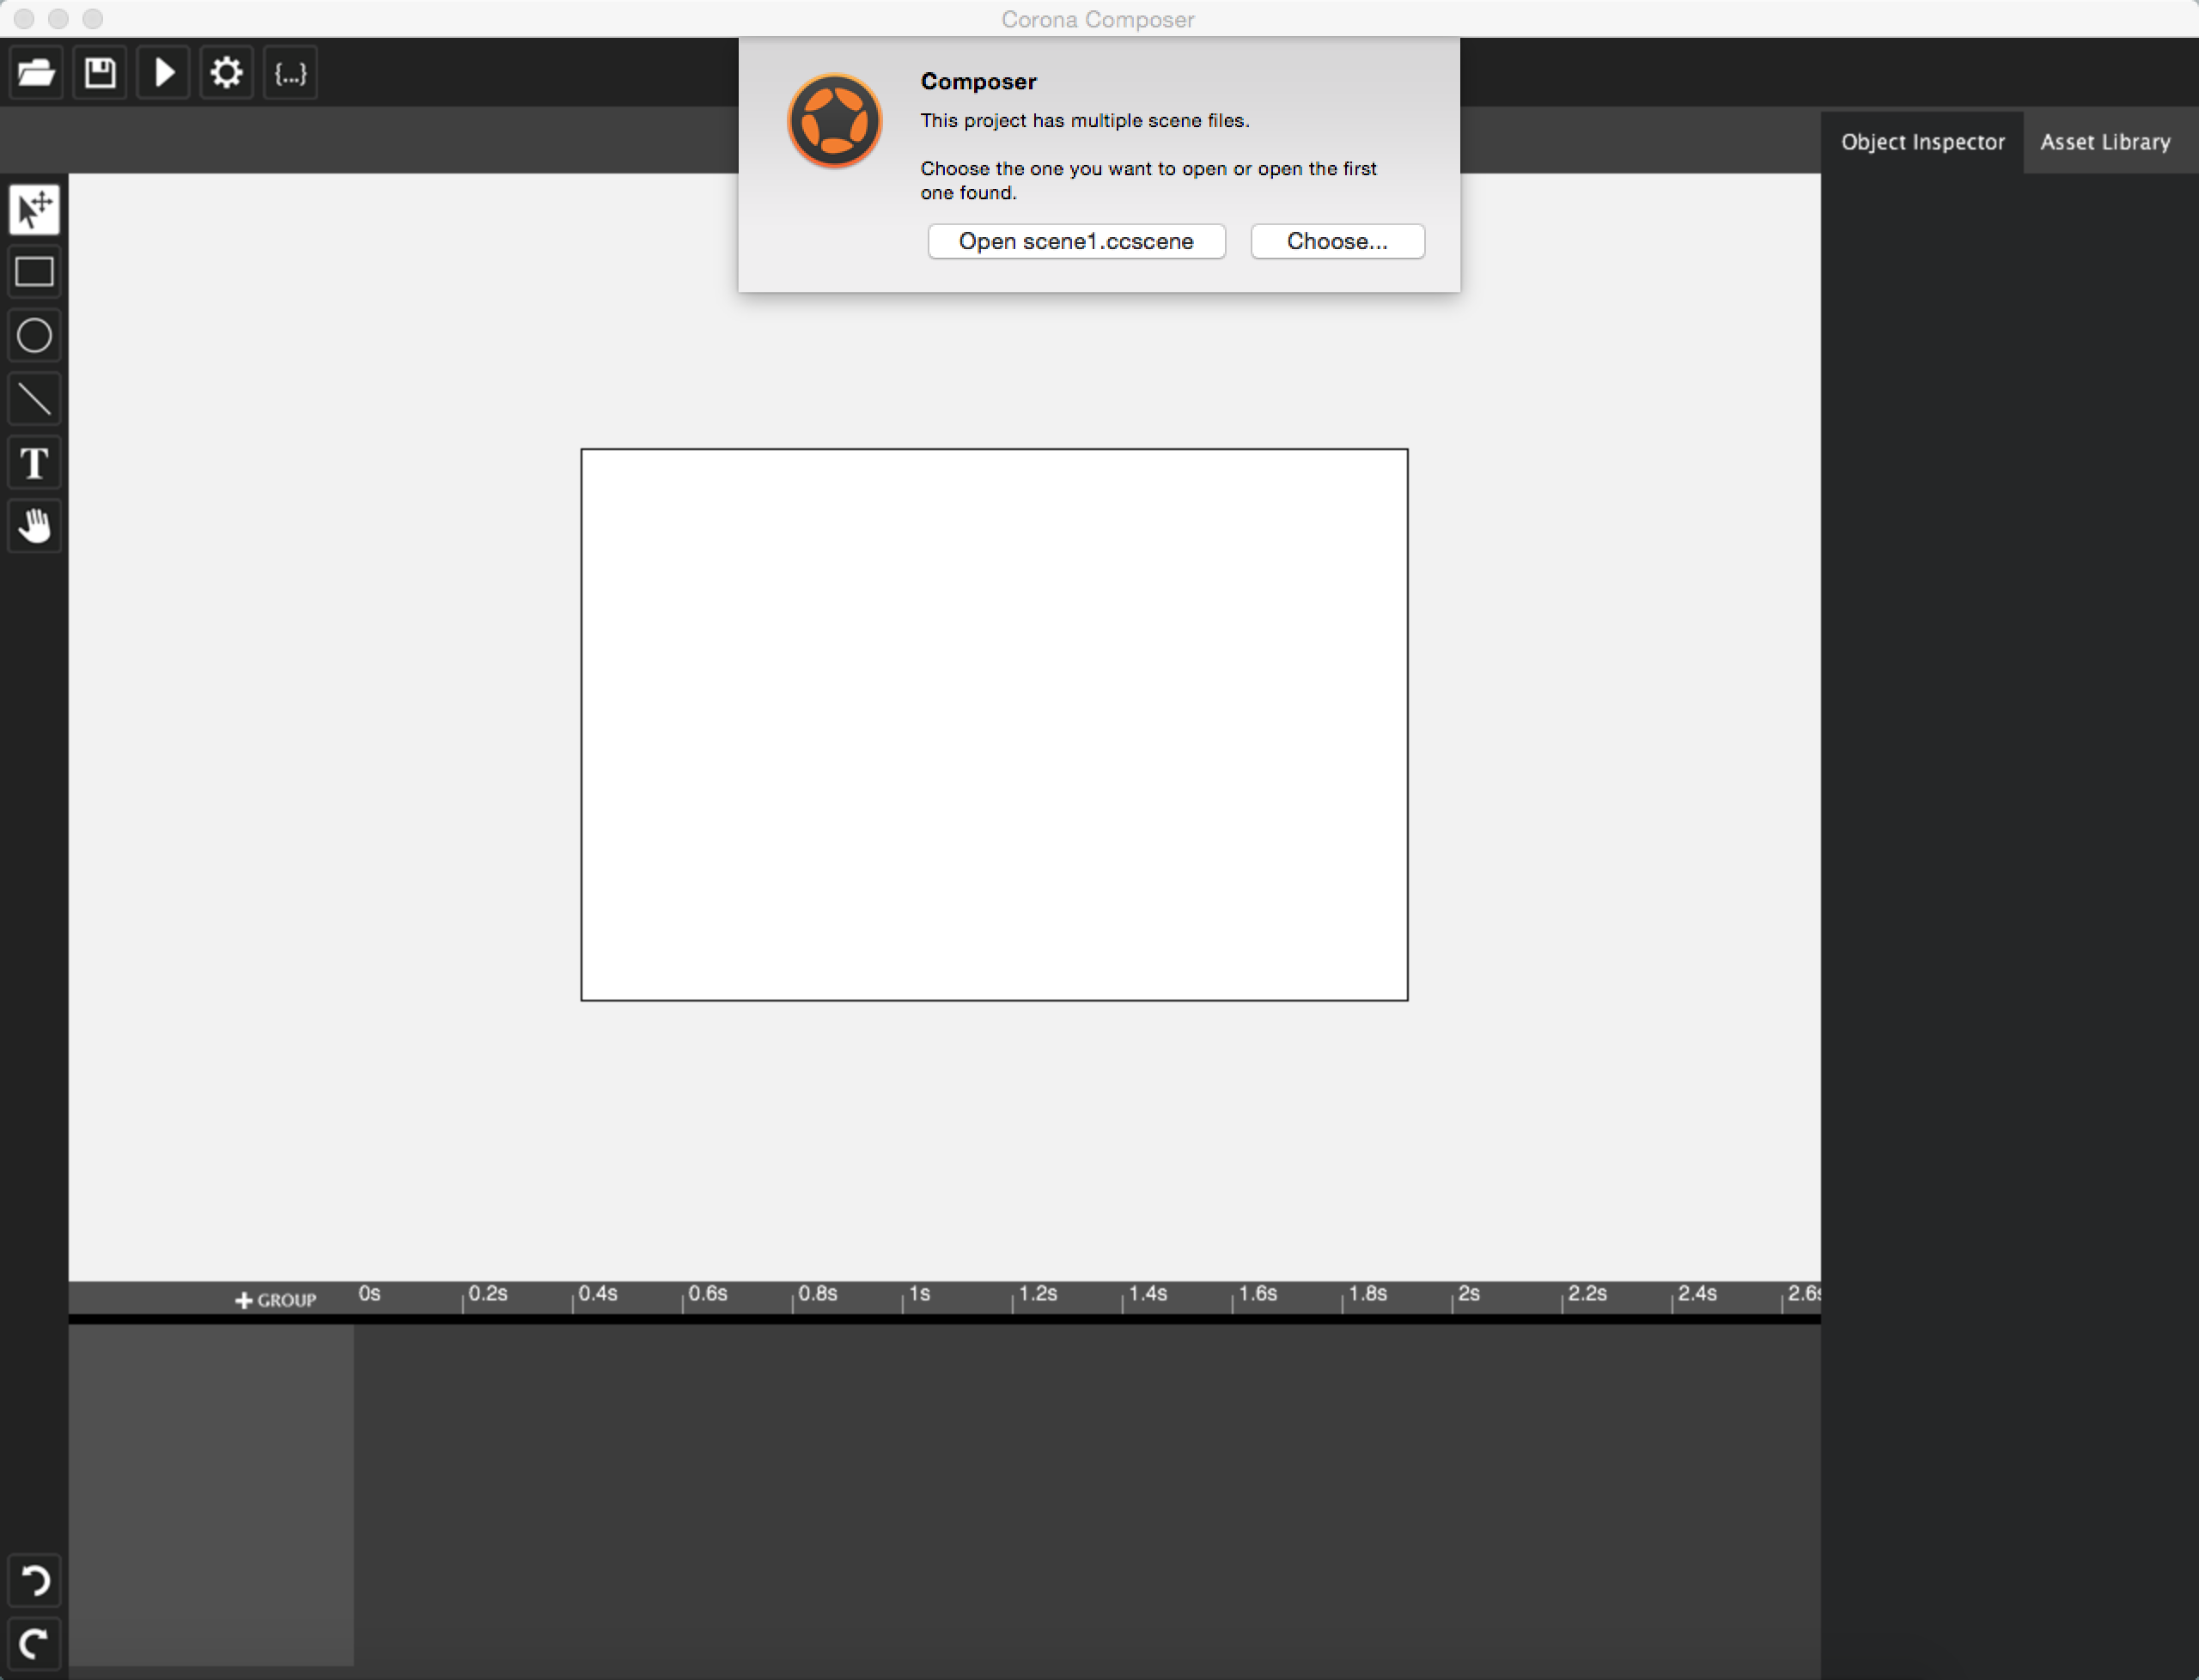 Corona Composer
{...}
Composer
This project has multiple scene files.
Choose the one you want to open or open the first
one found.
Open scene1.ccscene
Choose...
Object Inspector
Asset Library
T
GROUP
0s
0.2s
0.4s
0.6s
0.8s
1s
1.2s
1.4s
1.6s
1.8s
2s
2.2s
2.4s
2.6s